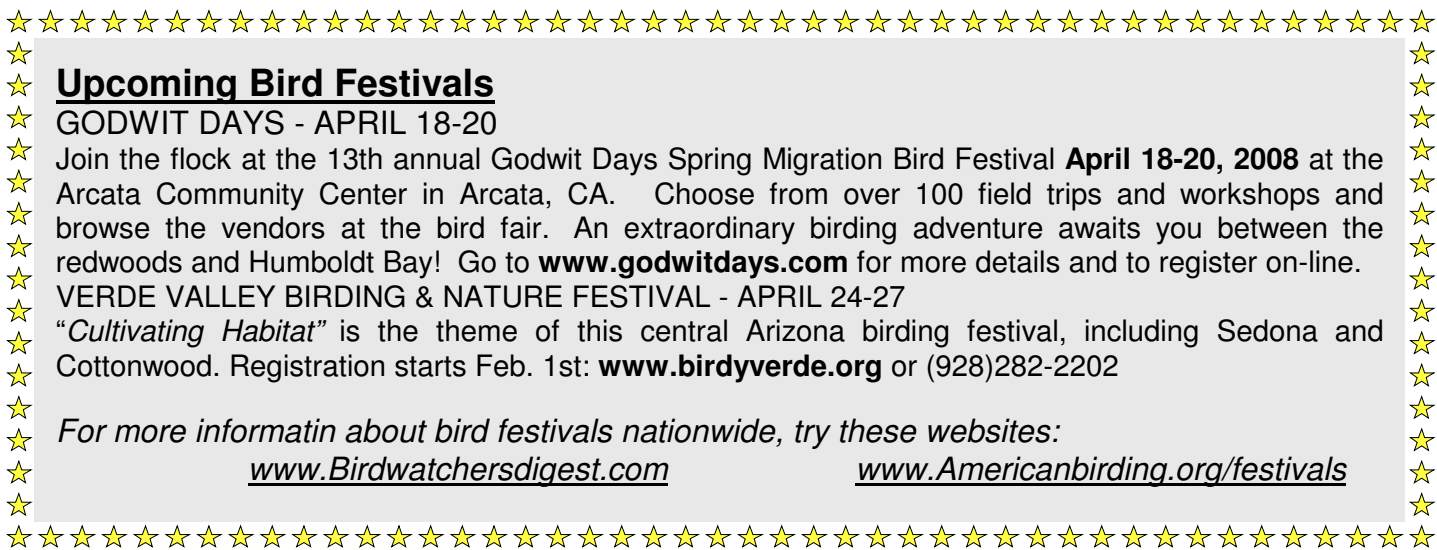 Upcoming Bird Festivals
GODWIT DAYS - APRIL 18-20
Join the flock at the 13th annual Godwit Days Spring Migration Bird Festival April 18-20, 2008 at the
Arcata Community Center in Arcata, CA. Choose from over 100 field trips and workshops and
browse the vendors at the bird fair. An extraordinary birding adventure awaits you between the
redwoods and Humboldt Bay! Go to www.godwitdays.com for more details and to register on-line.
VERDE VALLEY BIRDING & NATURE FESTIVAL - APRIL 24-27
“Cultivating Habitat” is the theme of this central Arizona birding festival, including Sedona and
Cottonwood. Registration starts Feb. 1st: www.birdyverde.org or (928)282-2202
For more informatin about bird festivals nationwide, try these websites:
www.Birdwatchersdigest.com www.Americanbirding.org/festivals